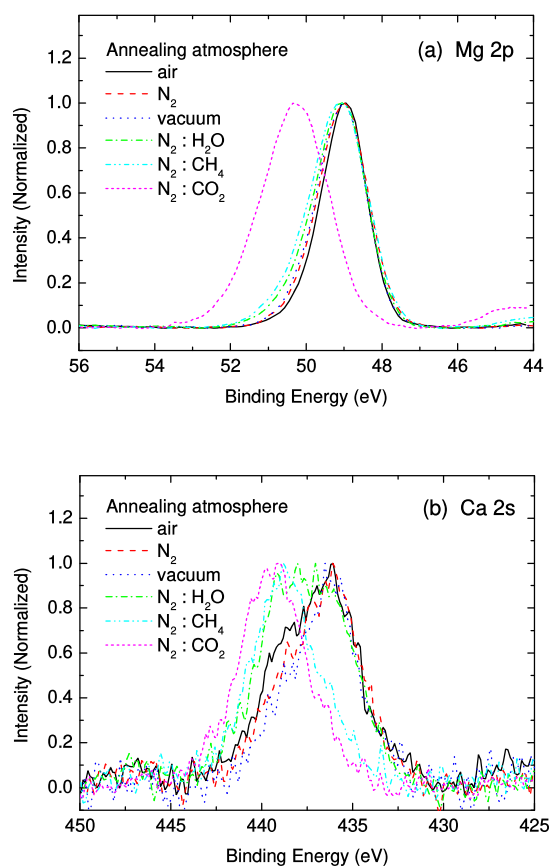 (a) Mg 2p
Annealing atmosphere
air
N2
vacuum
N2 : H2O
N2 : CH4
N2 : CO2
Intensity (Normalized)
1.2
1.0
0.8
0.6
0.4
0.2
0.0
56 54 52 50 48 46 44
Binding Energy (eV)
(b) Ca 2s
Annealing atmosphere
air
N2
vacuum
N2 : H2O
N2 : CH4
N2 : CO2
Intensity (Normalized)
1.2
1.0
0.8
0.6
0.4
0.2
0.0
450 445 440 435 430 425
Binding Energy (eV)